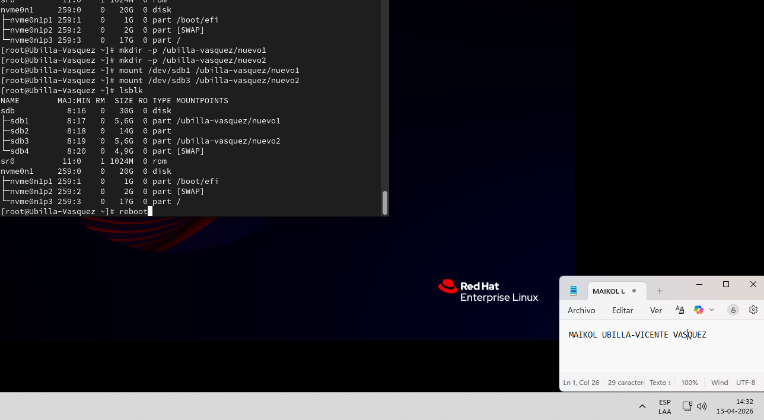 sr0 11:0 1 1024M 0 rom
nvme0n1 259:0 0 20G 0 disk
├─nvme0n1p1 259:1 0 1G 0 part /boot/efi
├─nvme0n1p2 259:2 0 2G 0 part [SWAP]
└─nvme0n1p3 259:3 0 17G 0 part /
[root@Ubilla-Vasquez ~]# mkdir -p /ubilla-vasquez/nuevo1
[root@Ubilla-Vasquez ~]# mkdir -p /ubilla-vasquez/nuevo2
[root@Ubilla-Vasquez ~]# mount /dev/sdb1 /ubilla-vasquez/nuevo1
[root@Ubilla-Vasquez ~]# mount /dev/sdb3 /ubilla-vasquez/nuevo2
[root@Ubilla-Vasquez ~]# lsblk
NAME MAJ:MIN RM SIZE RO TYPE MOUNTPOINTS
sdb 8:16 0 30G 0 disk
├─sdb1 8:17 0 5,6G 0 part /ubilla-vasquez/nuevo1
├─sdb2 8:18 0 14G 0 part
├─sdb3 8:19 0 5,6G 0 part /ubilla-vasquez/nuevo2
└─sdb4 8:20 0 4,9G 0 part [SWAP]
sr0 11:0 1 1024M 0 rom
nvme0n1 259:0 0 20G 0 disk
├─nvme0n1p1 259:1 0 1G 0 part /boot/efi
├─nvme0n1p2 259:2 0 2G 0 part [SWAP]
└─nvme0n1p3 259:3 0 17G 0 part /
[root@Ubilla-Vasquez ~]# reboot
Red Hat
Enterprise Linux
MAIKOL U
Archivo Editar Ver
MAIKOL UBILLA-VICENTE VASQUEZ
Ln 1, Col 26 29 caracter Texto 100% Wind UTF-8
ESP
LAA
14:32
13-04-2026